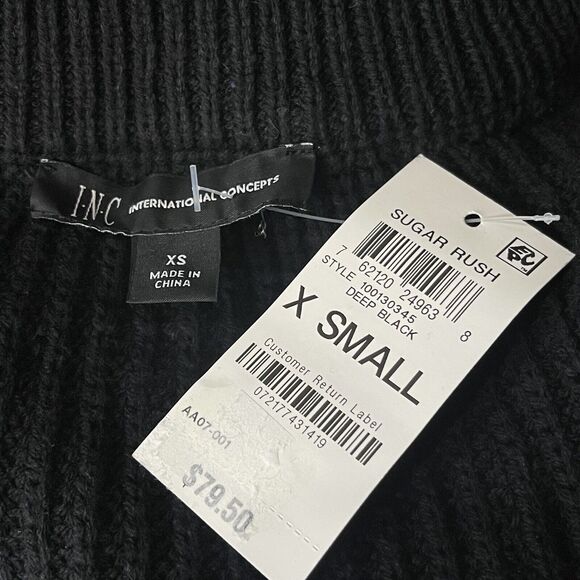 I·N·C INTERNATIONAL CONCEPTS
XS
MADE IN
CHINA
SUGAR RUSH
7 62120 24963 8
STYLE 100130345
DEEP BLACK
X SMALL
Customer Return Label
072177431419
AA07-001
$79.50